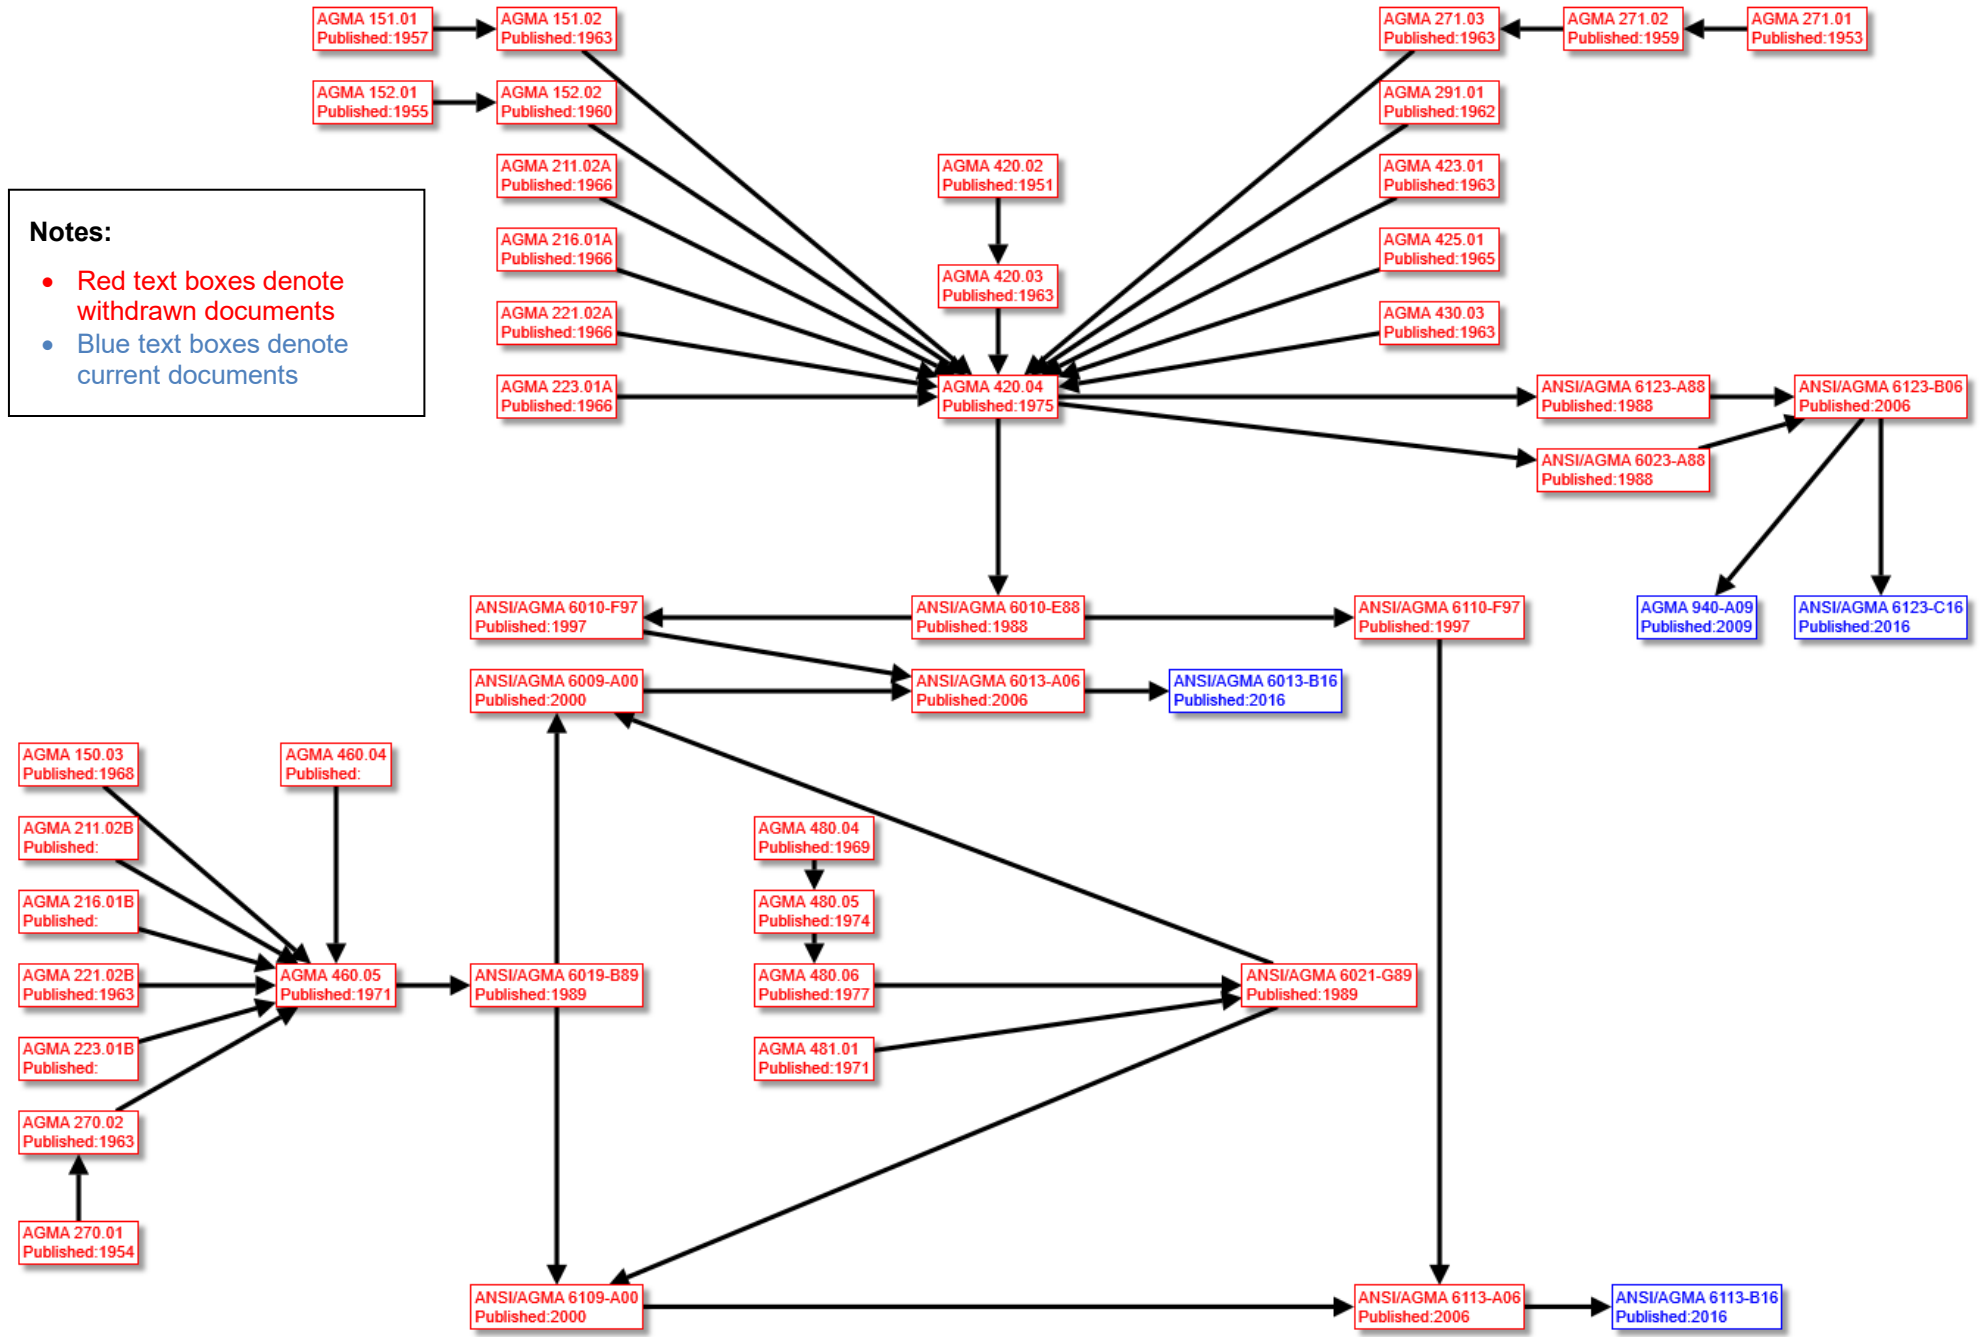 AGMA 151.01
Published:1957
AGMA 151.02
Published:1963
AGMA 271.03
Published:1963
AGMA 271.02
Published:1959
AGMA 271.01
Published:1953
AGMA 152.01
Published:1955
AGMA 152.02
Published:1960
AGMA 291.01
Published:1962
AGMA 211.02A
Published:1966
AGMA 420.02
Published:1951
AGMA 423.01
Published:1963
Notes:
• Red text boxes denote
withdrawn documents
• Blue text boxes denote
current documents
AGMA 216.01A
Published:1966
AGMA 425.01
Published:1965
AGMA 420.03
Published:1963
AGMA 221.02A
Published:1966
AGMA 430.03
Published:1963
AGMA 223.01A
Published:1966
AGMA 420.04
Published:1975
ANSI/AGMA 6123-A88
Published:1988
ANSI/AGMA 6123-B06
Published:2006
ANSI/AGMA 6023-A88
Published:1988
ANSI/AGMA 6010-F97
Published:1997
ANSI/AGMA 6010-E88
Published:1988
ANSI/AGMA 6110-F97
Published:1997
AGMA 940-A09
Published:2009
ANSI/AGMA 6123-C16
Published:2016
ANSI/AGMA 6009-A00
Published:2000
ANSI/AGMA 6013-A06
Published:2006
ANSI/AGMA 6013-B16
Published:2016
AGMA 150.03
Published:1968
AGMA 460.04
Published:
AGMA 211.02B
Published:
AGMA 480.04
Published:1969
AGMA 216.01B
Published:
AGMA 480.05
Published:1974
AGMA 221.02B
Published:1963
AGMA 460.05
Published:1971
ANSI/AGMA 6019-B89
Published:1989
AGMA 480.06
Published:1977
ANSI/AGMA 6021-G89
Published:1989
AGMA 223.01B
Published:
AGMA 481.01
Published:1971
AGMA 270.02
Published:1963
AGMA 270.01
Published:1954
ANSI/AGMA 6109-A00
Published:2000
ANSI/AGMA 6113-A06
Published:2006
ANSI/AGMA 6113-B16
Published:2016